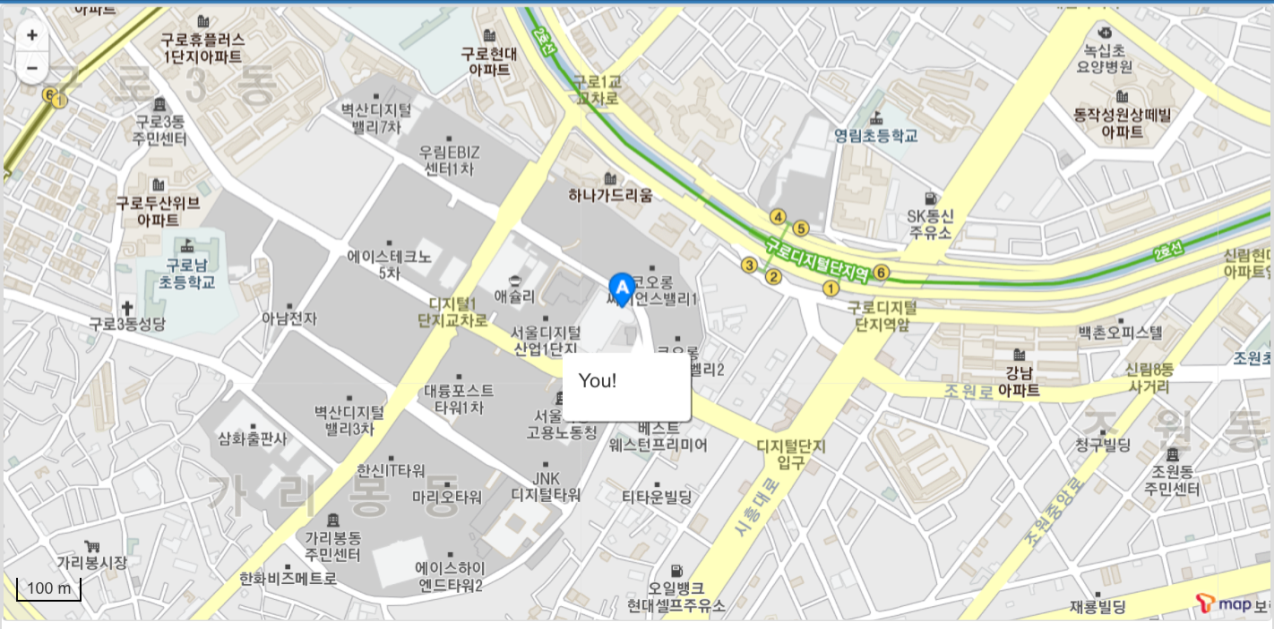 아파트
+
−
구로휴플러스
1단지아파트
구로현대
아파트
2호선
구로1교
교차로
녹십초
요양병원
구로3동
6
1
벽산디지털
밸리7차
구로3동
주민센터
동작성원상떼빌
아파트
영림초등학교
우림EBIZ
센터1차
하나가드리움
구로두산위브
아파트
SK동신
주유소
4
5
구로남
초등학교
에이스테크노
5차
구로디지털단지역
3
2
6
1
2호선
신림현대
애슐리
A
코오롱
싸이언스밸리1
구로3동성당
아남전자
디지털1
단지교차로
서울디지털
산업1단지
구로디지털
단지역앞
백촌오피스텔
밸리2
You!
강남
아파트
신림8동
사거리
조원로
대륭포스트
타워1차
벽산디지털
밸리3차
서울
고용노동청
삼화출판사
베스트
웨스턴프리미어
디지털단지
입구
조원동
청구빌딩
조원동
주민센터
한신IT타워
가리봉동
마리오타워
JNK
디지털타워
티타운빌딩
시흥대로
조원중앙로
가리봉동
주민센터
가리봉시장
한화비즈메트로
에이스하이
엔드타워2
오일뱅크
현대셀프주유소
재룡빌딩
100 m
T map